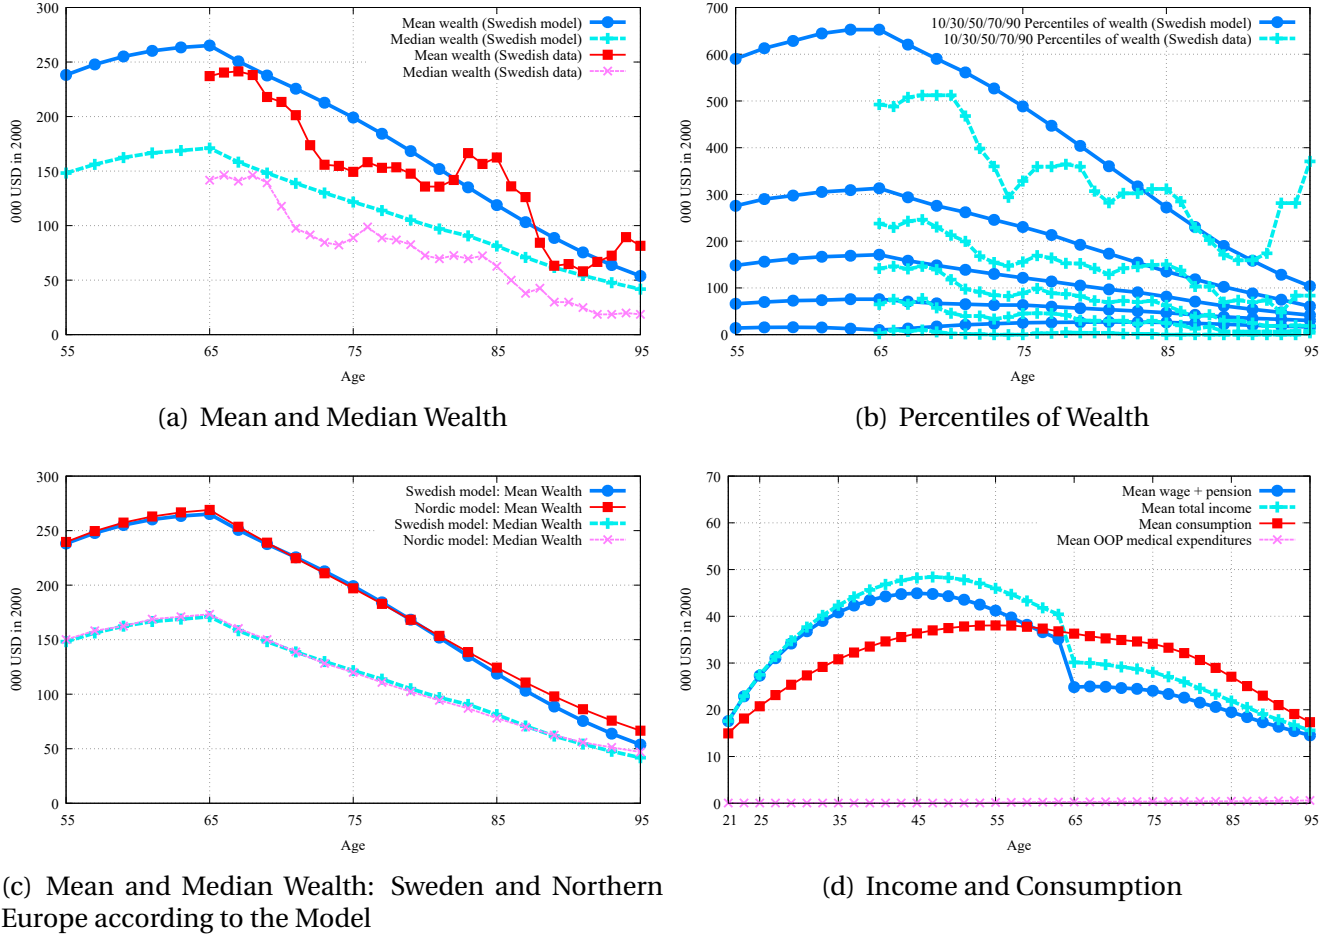 300
250
200
150
100
50
0
000 USD in 2000
Mean wealth (Swedish model)
Median wealth (Swedish model)
Mean wealth (Swedish data)
Median wealth (Swedish data)
55 65 75 85 95
Age
(a) Mean and Median Wealth
700
600
500
400
300
200
100
0
000 USD in 2000
10/30/50/70/90 Percentiles of wealth (Swedish model)
10/30/50/70/90 Percentiles of wealth (Swedish data)
55 65 75 85 95
Age
(b) Percentiles of Wealth
300
250
200
150
100
50
0
000 USD in 2000
Swedish model: Mean Wealth
Nordic model: Mean Wealth
Swedish model: Median Wealth
Nordic model: Median Wealth
55 65 75 85 95
Age
(c) Mean and Median Wealth: Sweden and Northern
Europe according to the Model
70
60
50
40
30
20
10
0
000 USD in 2000
Mean wage + pension
Mean total income
Mean consumption
Mean OOP medical expenditures
21 25 35 45 55 65 75 85 95
Age
(d) Income and Consumption